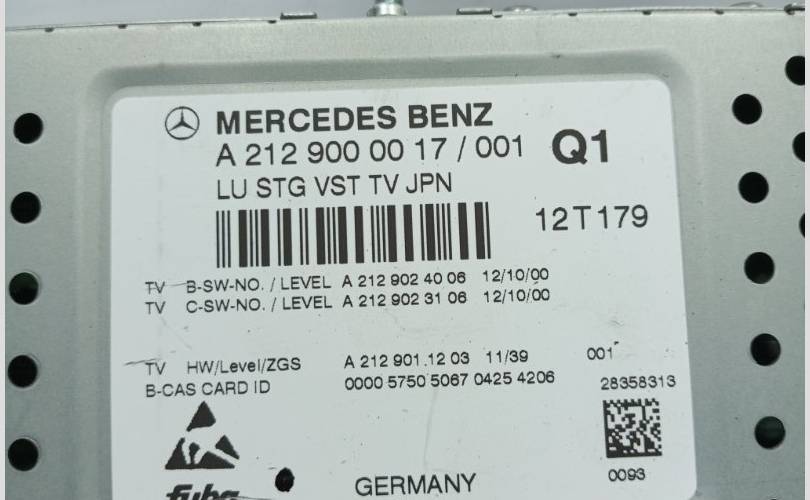 MERCEDES BENZ
A 212 900 00 17 / 001 Q1
LU STG VST TV JPN
12T179
TV B-SW-NO. / LEVEL A 212 902 40 06 12/10/00
TV C-SW-NO. / LEVEL A 212 902 31 06 12/10/00
TV HW/Level/ZGS A 212 901 12 03 11/39 001
B-CAS CARD ID 0000 5750 5067 0425 4206
28358313
0093
fuba GERMANY